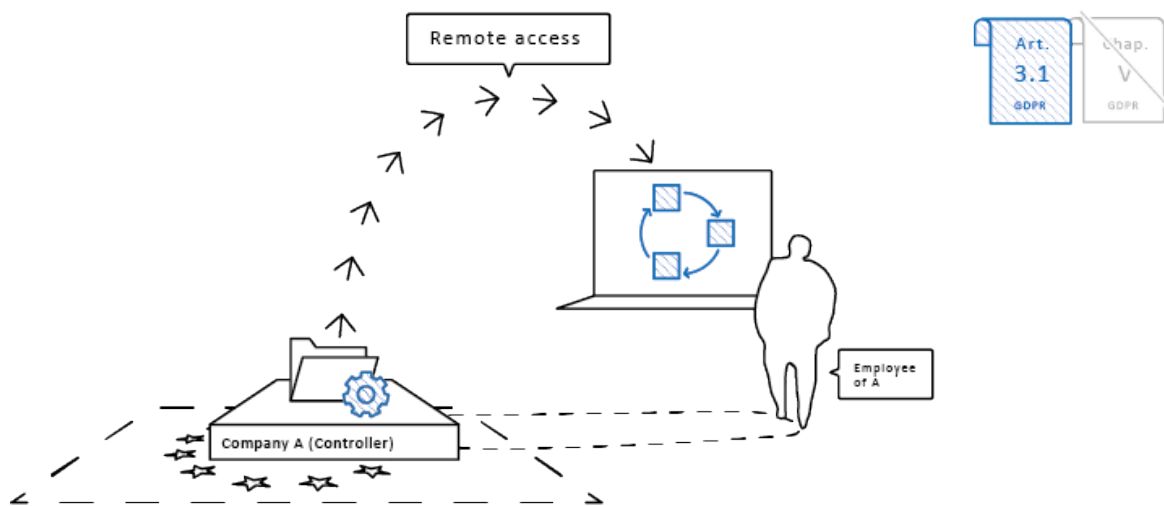 Remote access
Art.
3.1
GDPR
Chap.
V
GDPR
Employee
of A
Company A (Controller)